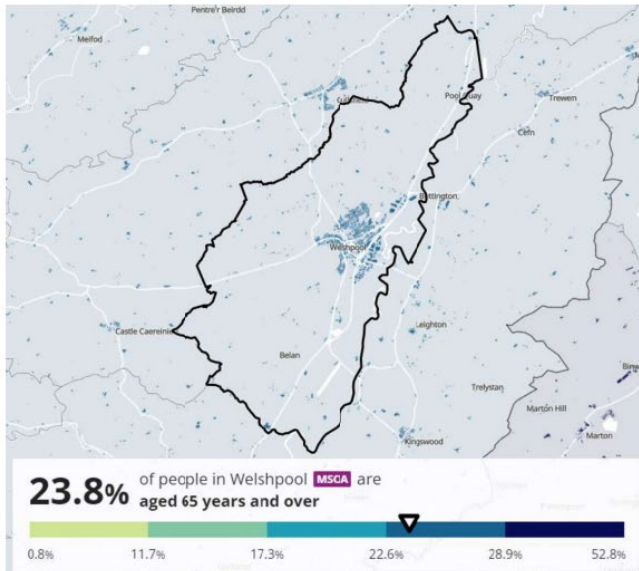 Pentre'r Beirdd
Meifod
Pool Quay
Trewen
Cefn
Buttington
Welshpool
Castle Caereinion
Leighton
Belan
Trelystan
Marton Hill
Marton
Kingswood
23.8% of people in Welshpool MSOA are
aged 65 years and over
0.8% 11.7% 17.3% 22.6% 28.9% 52.8%